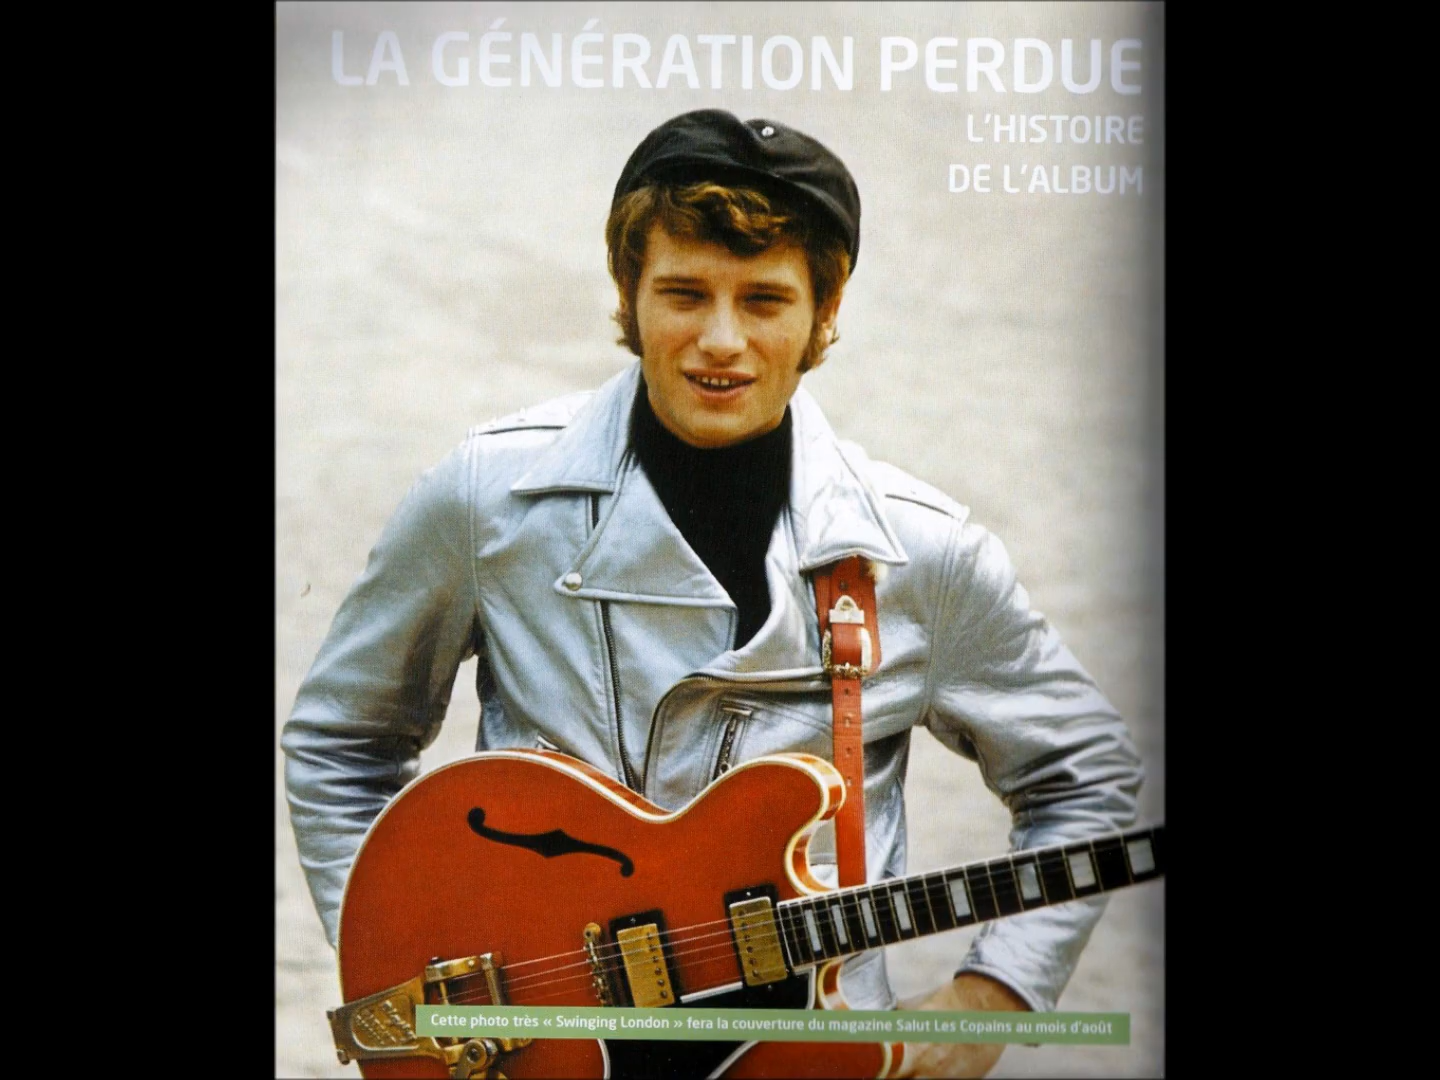 LA GÉNÉRATION PERDUE
L'HISTOIRE
DE L'ALBUM
Cette photo très « Swinging London » fera la couverture du magazine Salut Les Copains au mois d'août